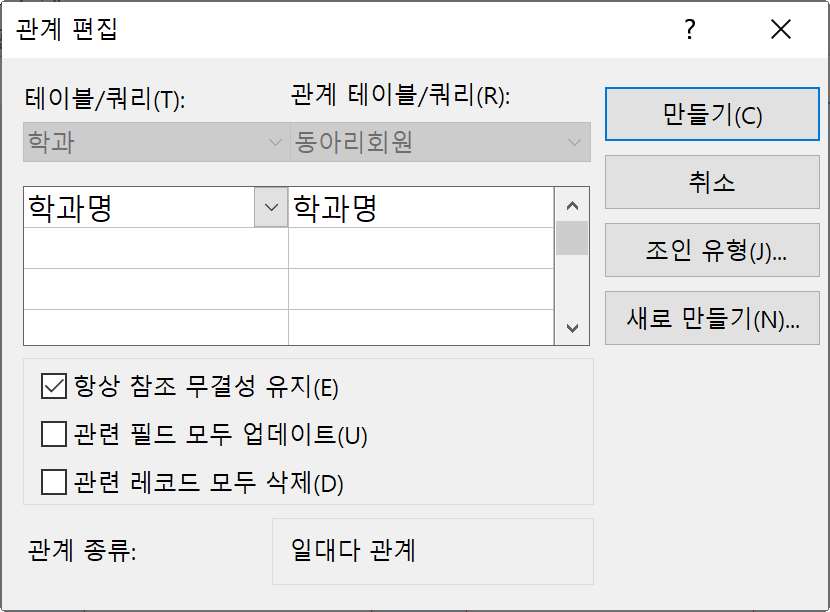 관계 편집
?
테이블/쿼리(T):
관계 테이블/쿼리(R):
학과
동아리회원
학과명
학과명
만들기(C)
취소
조인 유형(J)...
새로 만들기(N)...
항상 참조 무결성 유지(E)
관련 필드 모두 업데이트(U)
관련 레코드 모두 삭제(D)
관계 종류:
일대다 관계